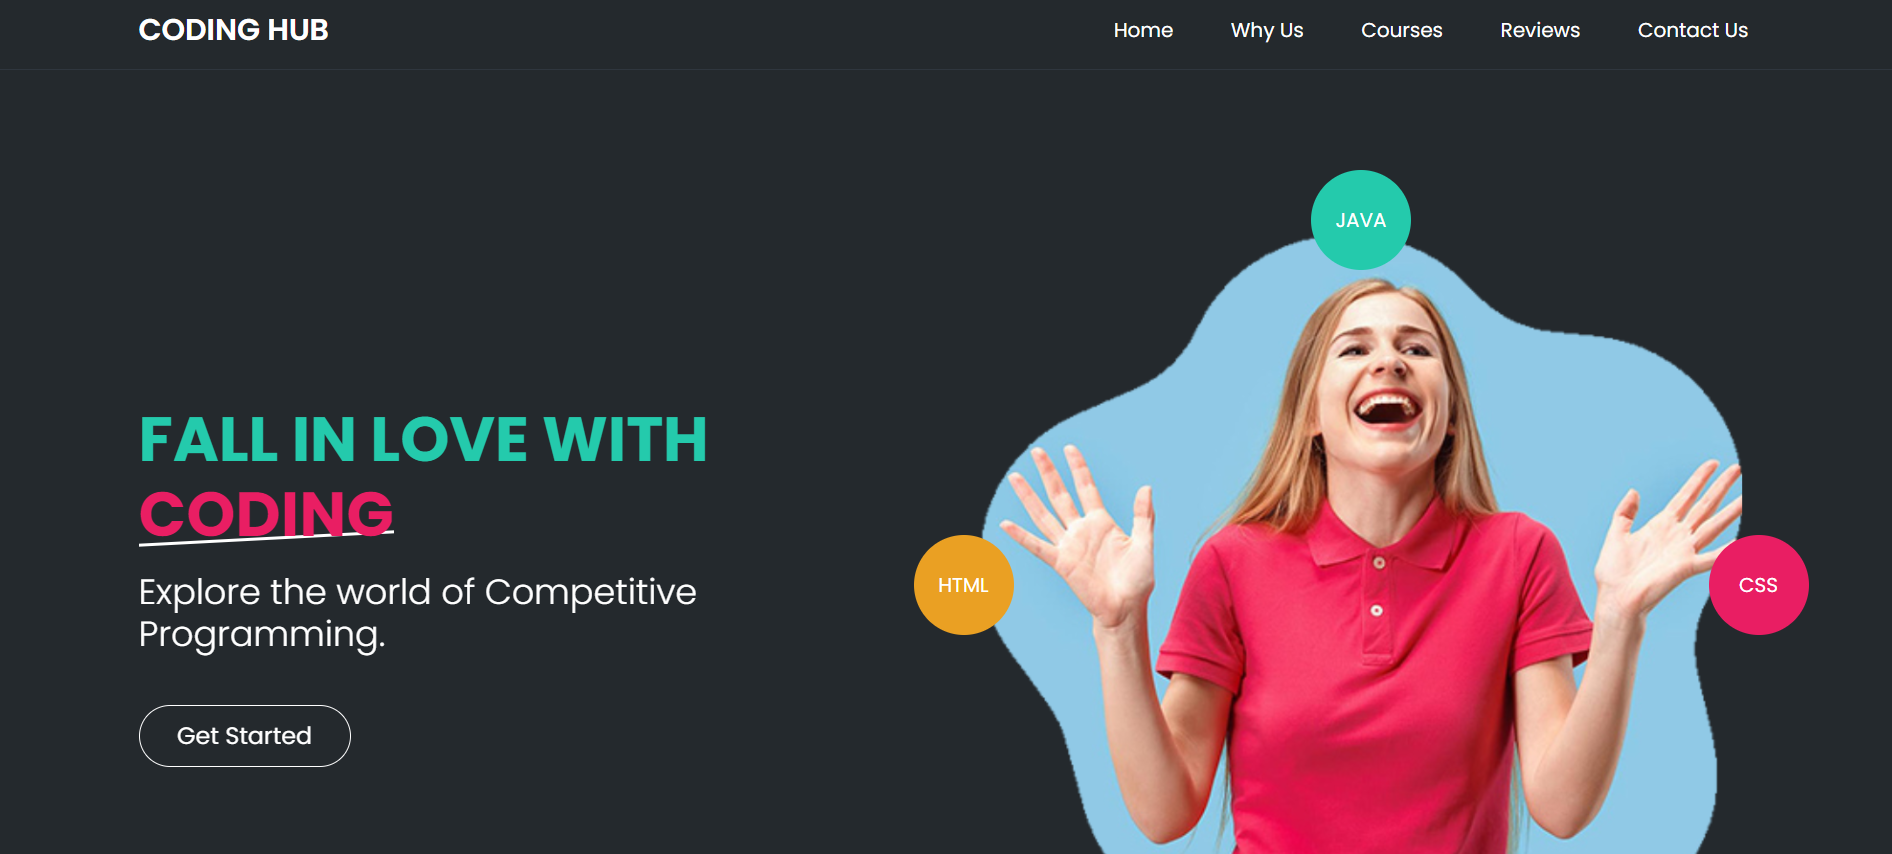 CODING HUB
Home Why Us Courses Reviews Contact Us
JAVA
FALL IN LOVE WITH
CODING
Explore the world of Competitive
Programming.
HTML
CSS
Get Started